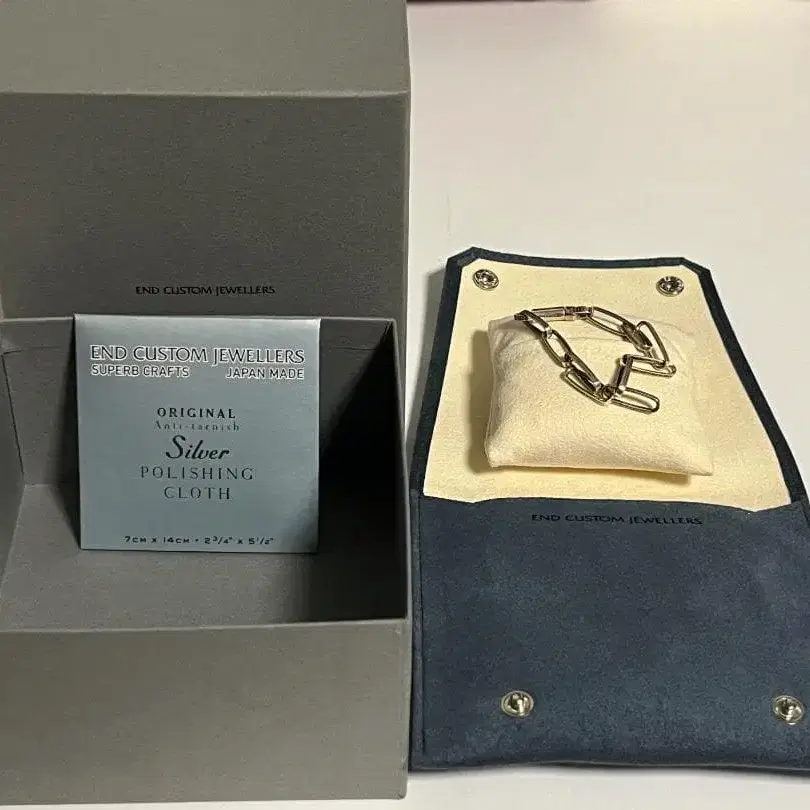 END CUSTOM JEWELLERS
END CUSTOM JEWELLERS
SUPERB CRAFTS JAPAN MADE
ORIGINAL
Anti-tarnish
Silver
POLISHING
CLOTH
7CM X 14CM • 2 3/4" X 5 1/2"
END CUSTOM JEWELLERS